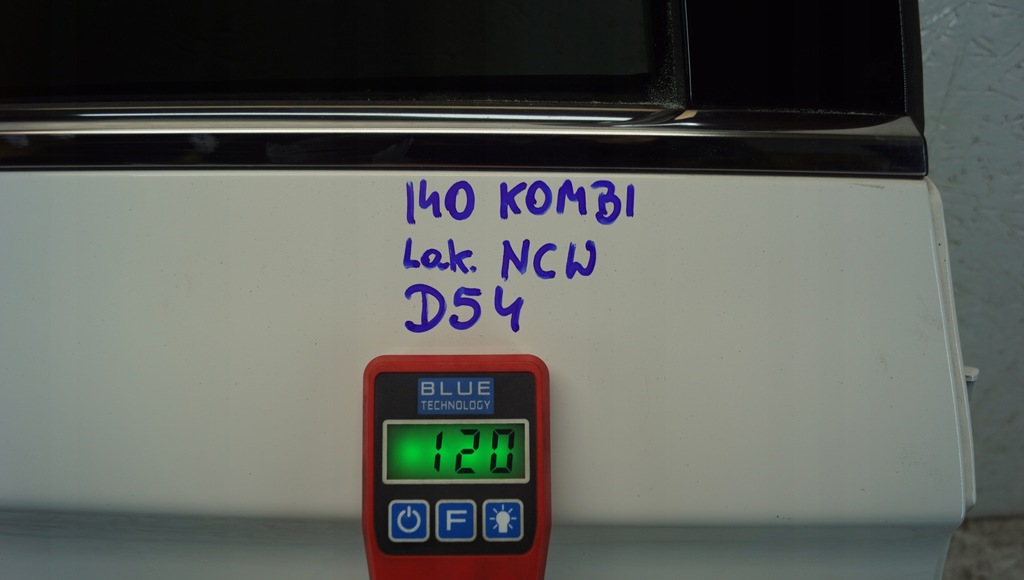 140 KOMBI
Lak. NCW
D54
BLUE
TECHNOLOGY
120
F